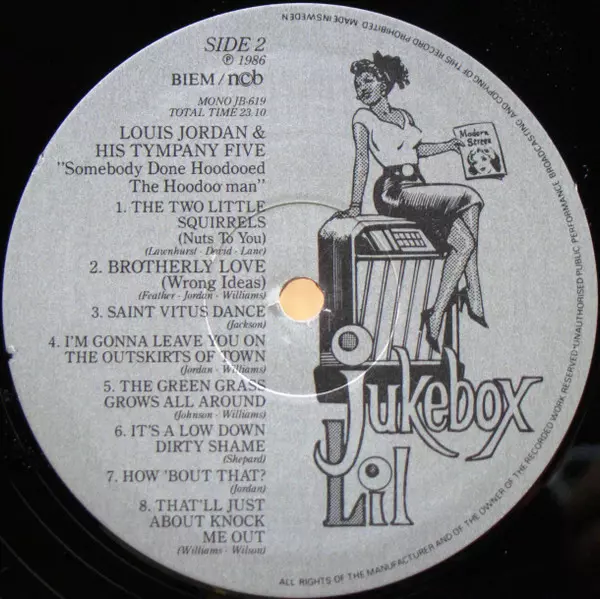 SIDE 2
℗ 1986
BIEM / ncb
MONO JB-619
TOTAL TIME 23.10
LOUIS JORDAN &
HIS TYMPANY FIVE
"Somebody Done Hoodooed
The Hoodoo man"
1. THE TWO LITTLE
SQUIRRELS
(Nuts To You)
(Lawnhurst - David - Lane)
2. BROTHERLY LOVE
(Wrong Ideas)
(Feather - Jordan - Williams)
3. SAINT VITUS DANCE
(Jackson)
4. I'M GONNA LEAVE YOU ON
THE OUTSKIRTS OF TOWN
(Jordan - Williams)
5. THE GREEN GRASS
GROWS ALL AROUND
(Johnson - Williams)
6. IT'S A LOW DOWN
DIRTY SHAME
(Shepard)
7. HOW 'BOUT THAT?
(Jordan)
8. THAT'LL JUST
ABOUT KNOCK
ME OUT
(Williams - Wilson)
Modern
Street
Jukebox
Lil
ALL RIGHTS OF THE MANUFACTURER AND OF THE OWNER OF THE RECORDED WORK RESERVED • UNAUTHORISED PUBLIC PERFORMANCE BROADCASTING AND COPYING OF THIS RECORD PROHIBITED MADE IN SWEDEN